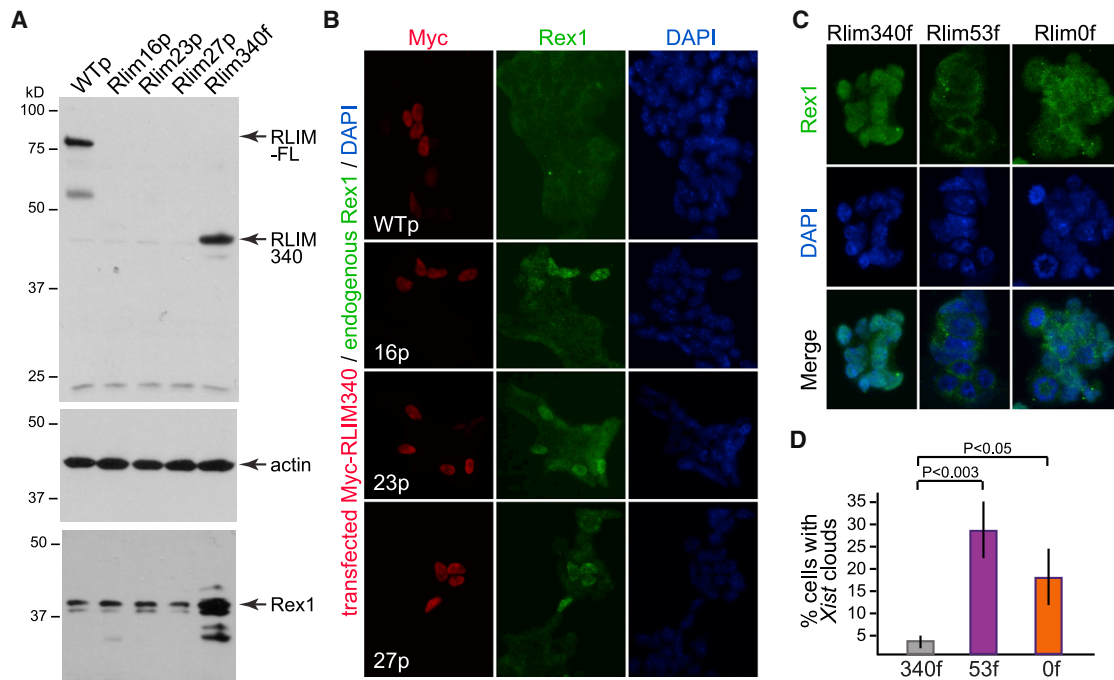 A
WTp
Rlim16p
Rlim23p
Rlim27p
Rlim340f
kD
100
75
50
37
25
RLIM
-FL
RLIM
340
50
37
actin
50
37
Rex1
B
Myc
Rex1
DAPI
transfected Myc-RLIM340 / endogenous Rex1 / DAPI
WTp
16p
23p
27p
C
Rlim340f
Rlim53f
Rlim0f
Rex1
DAPI
Merge
D
P<0.05
P<0.003
% cells with
Xist clouds
35
30
25
20
15
10
5
340f
53f
0f